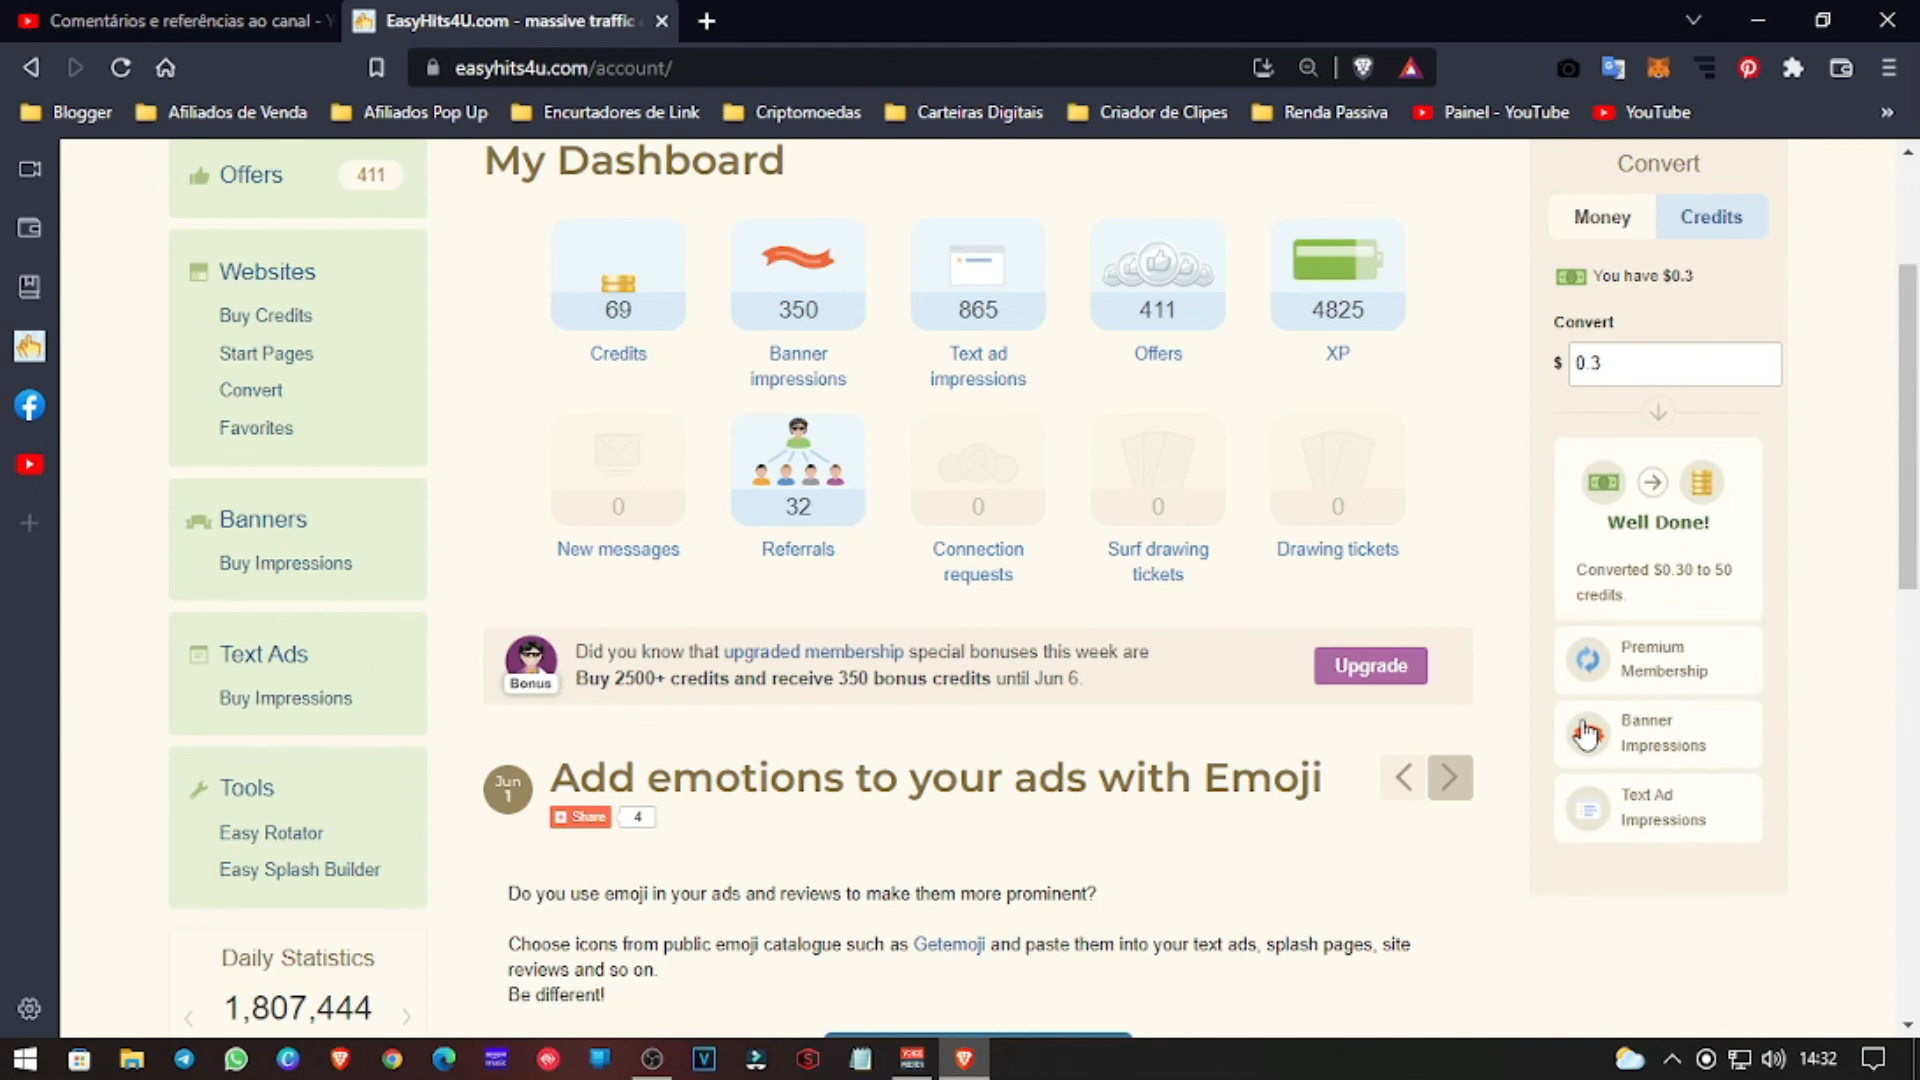 Comentários e referências ao canal - Y
EasyHits4U.com - massive traffic
easyhits4u.com/account/
Blogger
Afiliados de Venda
Afiliados Pop Up
Encurtadores de Link
Criptomoedas
Carteiras Digitais
Criador de Clipes
Renda Passiva
Painel - YouTube
YouTube
Offers 411
Websites
Buy Credits
Start Pages
Convert
Favorites
Banners
Buy Impressions
Text Ads
Buy Impressions
Tools
Easy Rotator
Easy Splash Builder
Daily Statistics
1,807,444
My Dashboard
69
Credits
350
Banner
impressions
865
Text ad
impressions
411
Offers
4825
XP
0
New messages
32
Referrals
0
Connection
requests
0
Surf drawing
tickets
0
Drawing tickets
Bonus
Did you know that upgraded membership special bonuses this week are
Buy 2500+ credits and receive 350 bonus credits until Jun 6.
Upgrade
Jun
1
Add emotions to your ads with Emoji
Share 4
Do you use emoji in your ads and reviews to make them more prominent?
Choose icons from public emoji catalogue such as Getemoji and paste them into your text ads, splash pages, site
reviews and so on.
Be different!
Convert
Money Credits
You have $0.3
Convert
$ 0.3
Well Done!
Converted $0.30 to 50
credits.
Premium
Membership
Banner
Impressions
Text Ad
Impressions
14:32